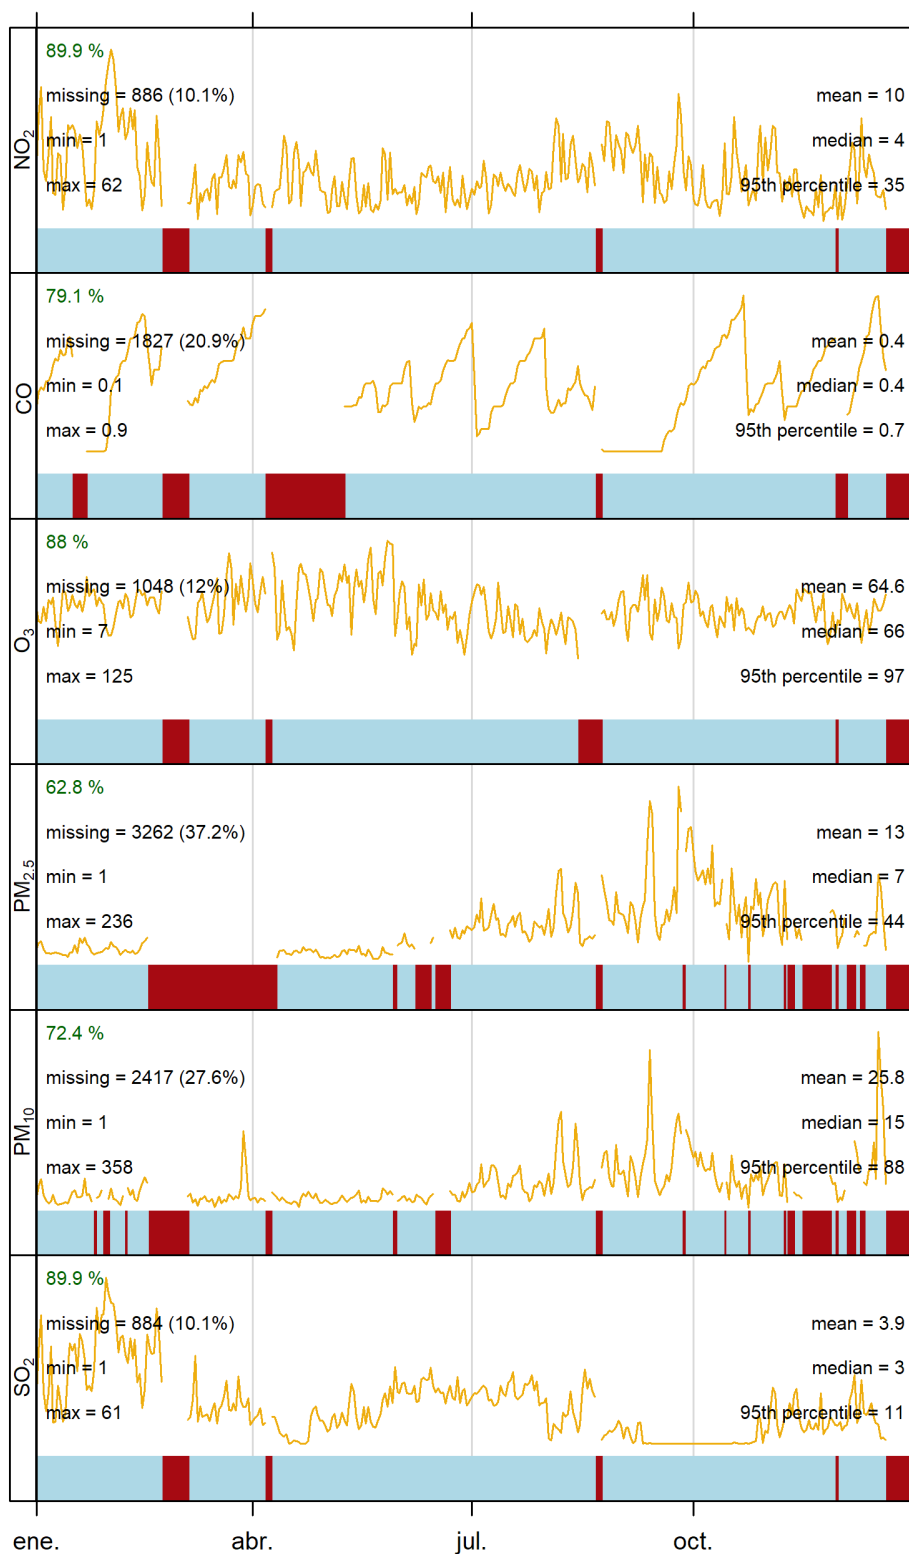 NO2
89.9 %
missing = 886 (10.1%) mean = 10
min = 1 median = 4
max = 62 95th percentile = 35
CO
79.1 %
missing = 1827 (20.9%) mean = 0.4
min = 0.1 median = 0.4
max = 0.9 95th percentile = 0.7
O3
88 %
missing = 1048 (12%) mean = 64.6
min = 7 median = 66
max = 125 95th percentile = 97
PM2.5
62.8 %
missing = 3262 (37.2%) mean = 13
min = 1 median = 7
max = 236 95th percentile = 44
PM10
72.4 %
missing = 2417 (27.6%) mean = 25.8
min = 1 median = 15
max = 358 95th percentile = 88
SO2
89.9 %
missing = 884 (10.1%) mean = 3.9
min = 1 median = 3
max = 61 95th percentile = 11
ene. abr. jul. oct.